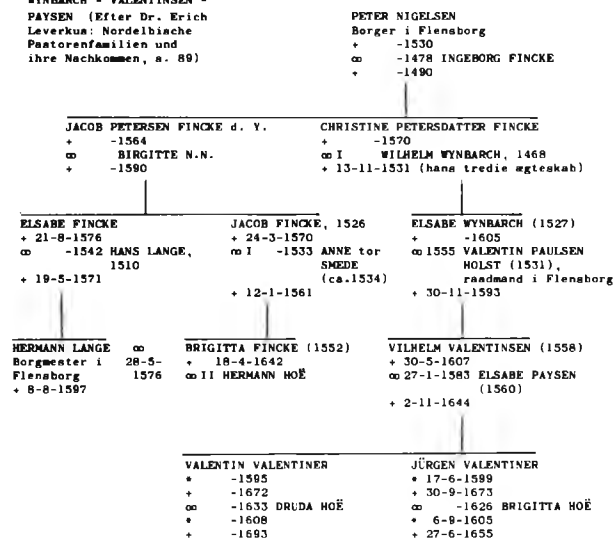 WYNBARCH - VALENTINSEN -
PAYSEN (Efter Dr. Erich
Leverkus: Nordelbische
Pastorenfamilien und
ihre Nachkommen, s. 89)
PETER NIGELSEN
Borger i Flensborg
+ -1530
∞ -1478 INGEBORG FINCKE
+ -1490
JACOB PETERSEN FINCKE d. Y.
+ -1564
∞ BIRGITTE N.N.
+ -1590
CHRISTINE PETERSDATTER FINCKE
+ -1570
∞ I WILHELM WYNBARCH, 1468
+ 13-11-1531 (hans tredie ægteskab)
ELSABE FINCKE
+ 21-8-1576
∞ -1542 HANS LANGE,
1510
+ 19-5-1571
JACOB FINCKE, 1526
+ 24-3-1570
∞ I -1533 ANNE tor
SMEDE
(ca.1534)
+ 12-1-1561
ELSABE WYNBARCH (1527)
+ -1605
∞ 1555 VALENTIN PAULSEN
HOLST (1531),
raadmand i Flensborg
+ 30-11-1593
HERMANN LANGE ∞
Borgmester i 28-5-
Flensborg 1576
+ 8-8-1597
BRIGITTA FINCKE (1552)
+ 18-4-1642
∞ II HERMANN HOË
VILHELM VALENTINSEN (1558)
+ 30-5-1607
∞ 27-1-1583 ELSABE PAYSEN
(1560)
+ 2-11-1644
VALENTIN VALENTINER
* -1595
+ -1672
∞ -1633 DRUDA HOË
* -1608
+ -1693
JÜRGEN VALENTINER
* 17-6-1599
+ 30-9-1673
∞ -1626 BRIGITTA HOË
* 6-9-1605
+ 27-6-1655